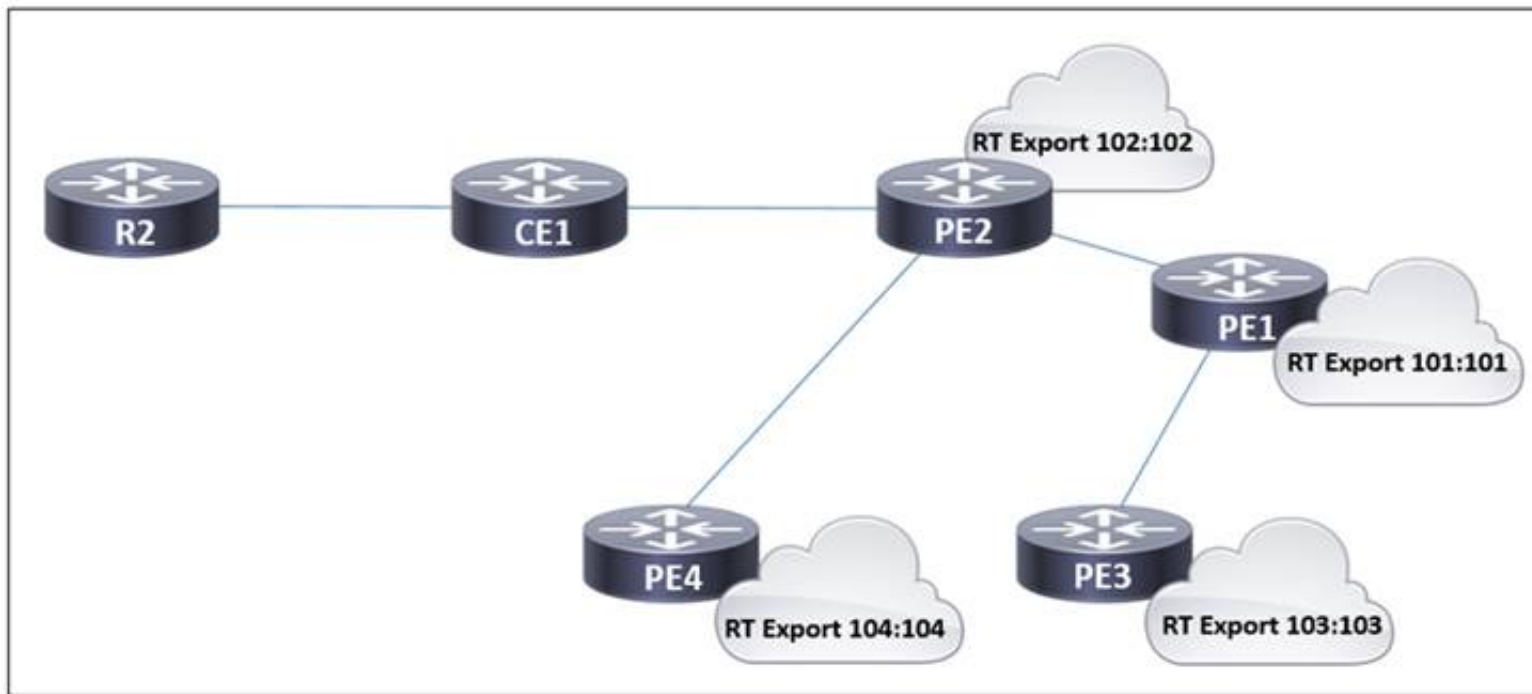 RT Export 102:102
R2
CE1
PE2
PE1
RT Export 101:101
PE4
RT Export 104:104
PE3
RT Export 103:103